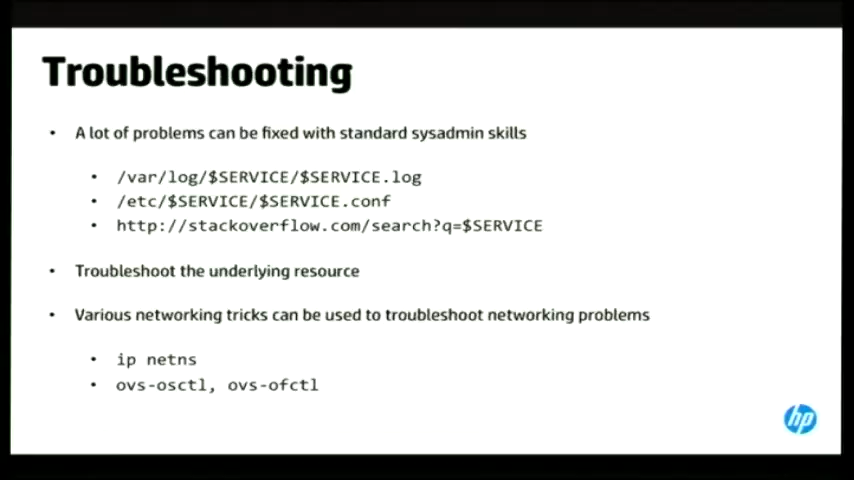 Troubleshooting
• A lot of problems can be fixed with standard sysadmin skills
• /var/log/$SERVICE/$SERVICE.log
• /etc/$SERVICE/$SERVICE.conf
• http://stackoverflow.com/search?q=$SERVICE
• Troubleshoot the underlying resource
• Various networking tricks can be used to troubleshoot networking problems
• ip netns
• ovs-osctl, ovs-ofctl
hp